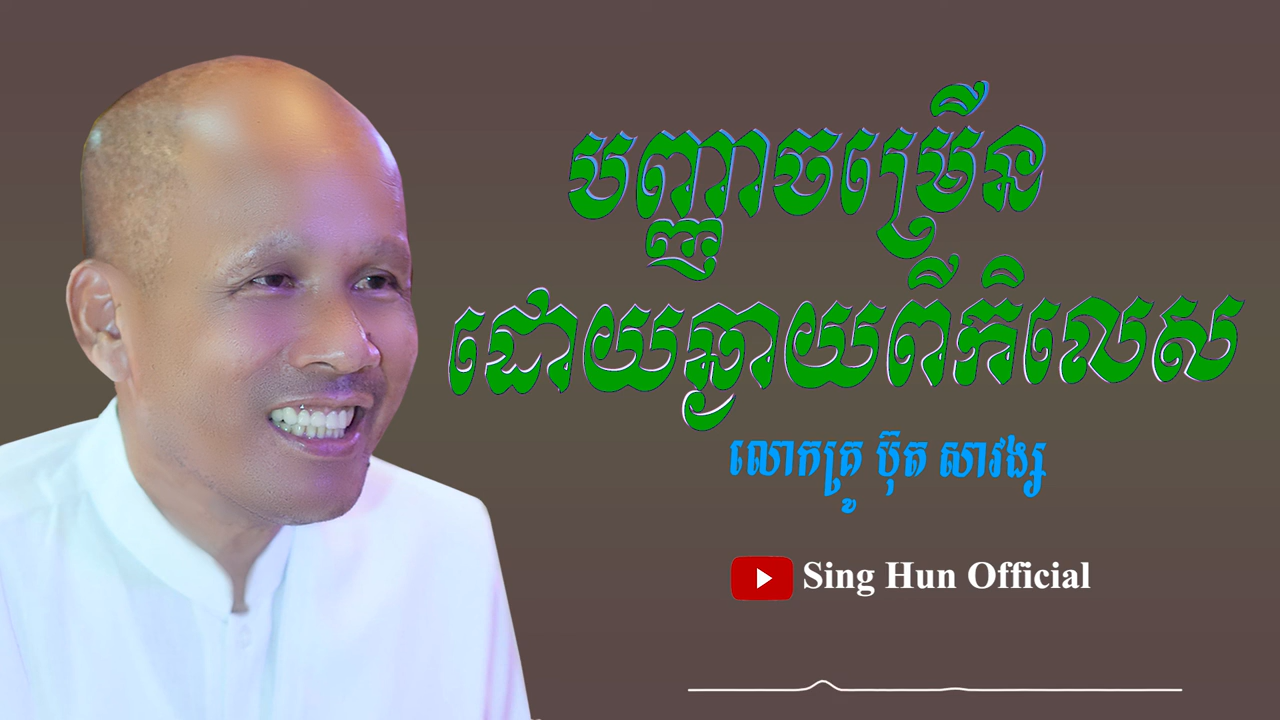 បញ្ញាចម្រើន
ដោយឆ្ងាយពីកិលេស
លោកគ្រូ ប៊ុត សាវង្ស
Sing Hun Official